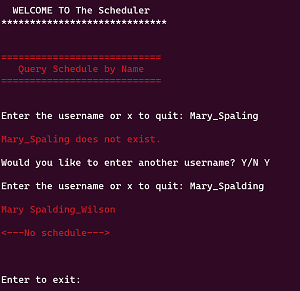 WELCOME TO The Scheduler
*****************************
============================
Query Schedule by Name
============================
Enter the username or x to quit: Mary_Spaling
Mary_Spaling does not exist.
Would you like to enter another username? Y/N Y
Enter the username or x to quit: Mary_Spalding
Mary Spalding_Wilson
<---No schedule--->
Enter to exit: